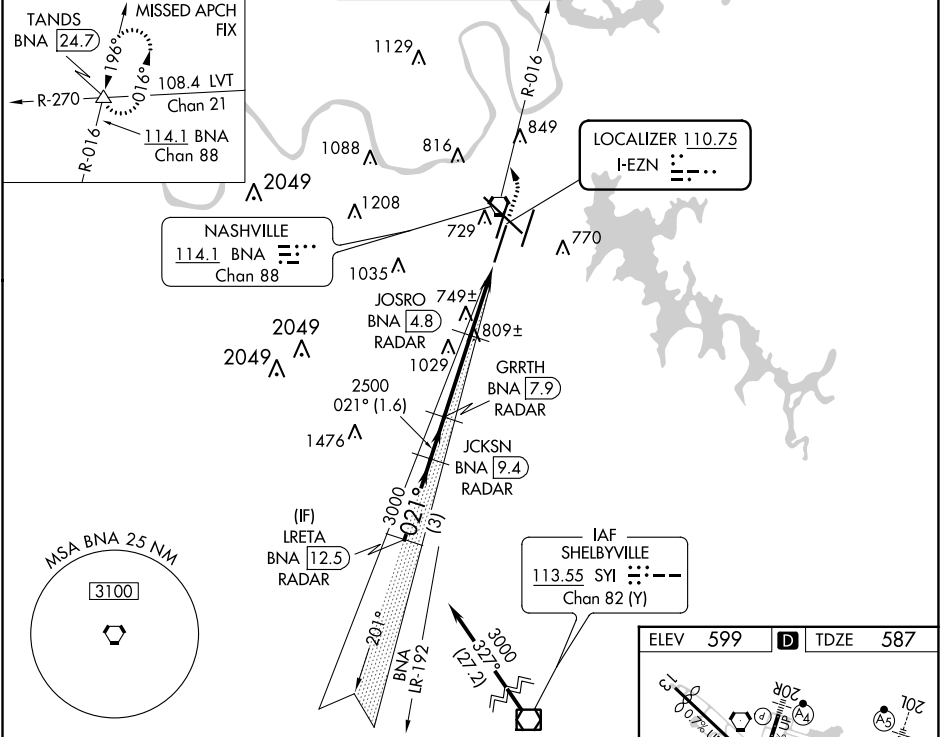 TANDS
BNA 24.7
MISSED APCH
FIX
196°
016°
R-270
108.4 LVT
Chan 21
R-016
114.1 BNA
Chan 88
1129
R-016
849
816
1088
LOCALIZER 110.75
I-EZN
2049
1208
729
770
NASHVILLE
114.1 BNA
Chan 88
1035
JOSRO
BNA 4.8
RADAR
749±
809±
2049
2049
1029
GRRTH
BNA 7.9
RADAR
2500
021° (1.6)
1476
JCKSN
BNA 9.4
RADAR
3000
021°
(3)
(IF)
LRETA
BNA 12.5
RADAR
MSA BNA 25 NM
3100
IAF
SHELBYVILLE
113.55 SYI
Chan 82 (Y)
201°
BNA
LR-192
3000
327°
(27.2)
ELEV 599 D TDZE 587
13
20R
20L
P
A4
A5
UP